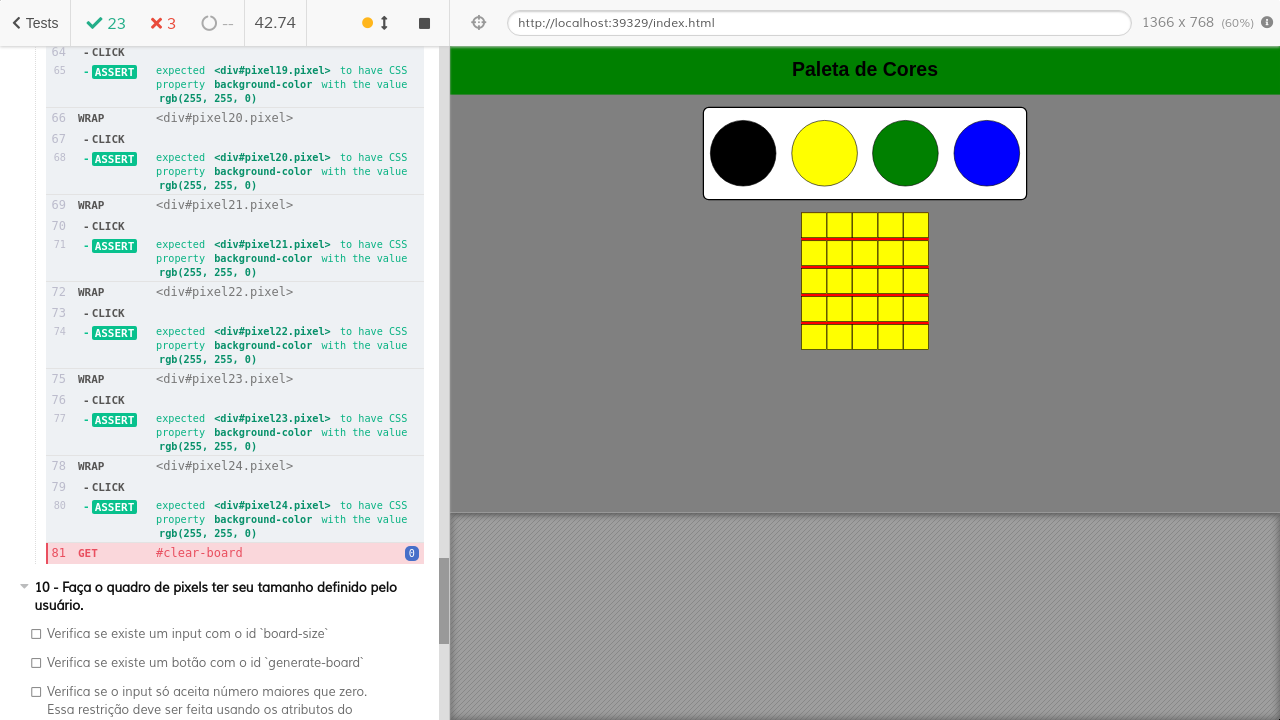 Tests 23 3 -- 42.74
http://localhost:39329/index.html 1366 x 768 (60%)
64 - CLICK
65 - ASSERT expected <div#pixel19.pixel> to have CSS
property background-color with the value
rgb(255, 255, 0)
66 WRAP <div#pixel20.pixel>
67 - CLICK
68 - ASSERT expected <div#pixel20.pixel> to have CSS
property background-color with the value
rgb(255, 255, 0)
69 WRAP <div#pixel21.pixel>
70 - CLICK
71 - ASSERT expected <div#pixel21.pixel> to have CSS
property background-color with the value
rgb(255, 255, 0)
72 WRAP <div#pixel22.pixel>
73 - CLICK
74 - ASSERT expected <div#pixel22.pixel> to have CSS
property background-color with the value
rgb(255, 255, 0)
75 WRAP <div#pixel23.pixel>
76 - CLICK
77 - ASSERT expected <div#pixel23.pixel> to have CSS
property background-color with the value
rgb(255, 255, 0)
78 WRAP <div#pixel24.pixel>
79 - CLICK
80 - ASSERT expected <div#pixel24.pixel> to have CSS
property background-color with the value
rgb(255, 255, 0)
81 GET #clear-board 0
10 - Faça o quadro de pixels ter seu tamanho definido pelo
usuário.
Verifica se existe um input com o id `board-size`
Verifica se existe um botão com o id `generate-board`
Verifica se o input só aceita número maiores que zero.
Essa restrição deve ser feita usando os atributos do
Paleta de Cores